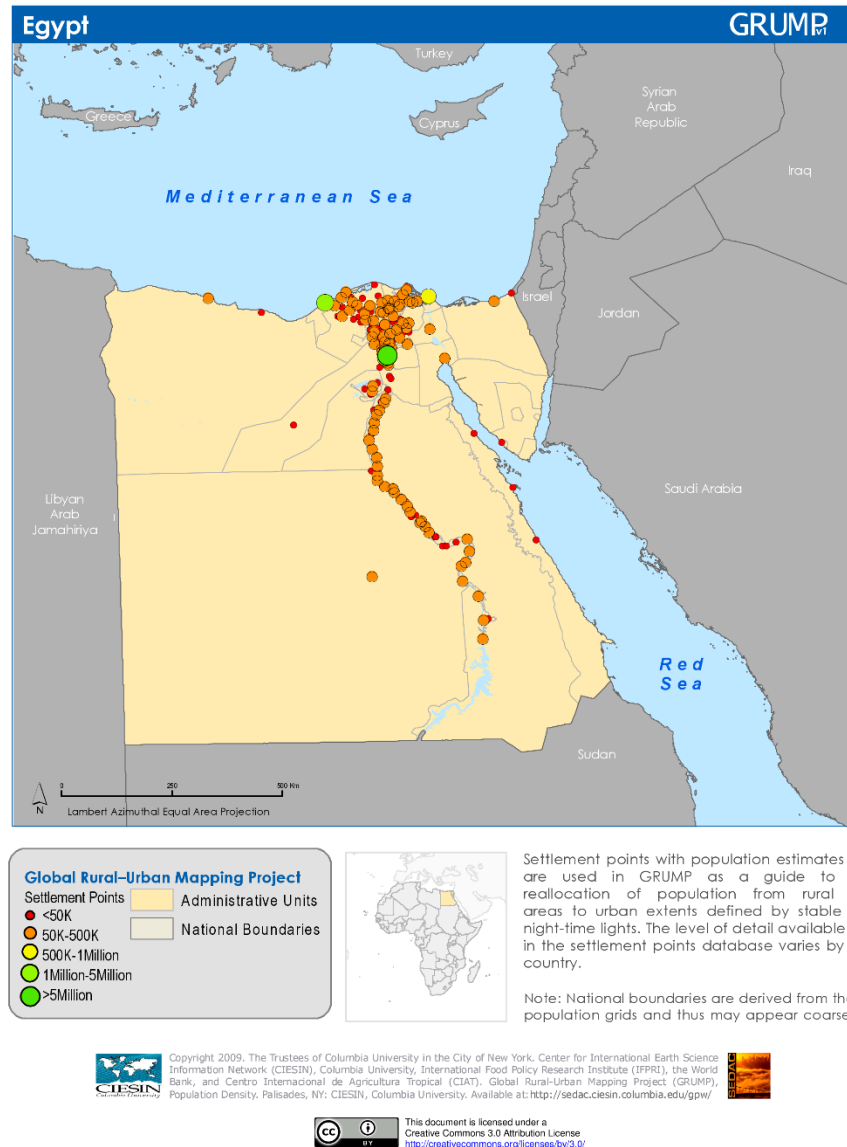 Egypt
GRUMPv1
Turkey
Syrian
Arab
Republic
Greece
Cyprus
Iraq
Mediterranean Sea
Israel
Jordan
Libyan
Arab
Jamahiriya
Saudi Arabia
Red
Sea
Sudan
N
0 250 500 Km
Lambert Azimuthal Equal Area Projection
Global Rural–Urban Mapping Project
Settlement Points
<50K
50K-500K
500K-1Million
1Million-5Million
>5Million
Administrative Units
National Boundaries
Settlement points with population estimates
are used in GRUMP as a guide to
reallocation of population from rural
areas to urban extents defined by stable
night-time lights. The level of detail available
in the settlement points database varies by
country.
Note: National boundaries are derived from the
population grids and thus may appear coarse
CIESIN
Columbia University
Copyright 2009. The Trustees of Columbia University in the City of New York. Center for International Earth Science
Information Network (CIESIN), Columbia University, International Food Policy Research Institute (IFPRI), the World
Bank, and Centro Internacional de Agricultura Tropical (CIAT). Global Rural-Urban Mapping Project (GRUMP),
Population Density. Palisades, NY: CIESIN, Columbia University. Available at: http://sedac.ciesin.columbia.edu/gpw/
SEDAC
cc
BY
This document is licensed under a
Creative Commons 3.0 Attribution License
http://creativecommons.org/licenses/by/3.0/